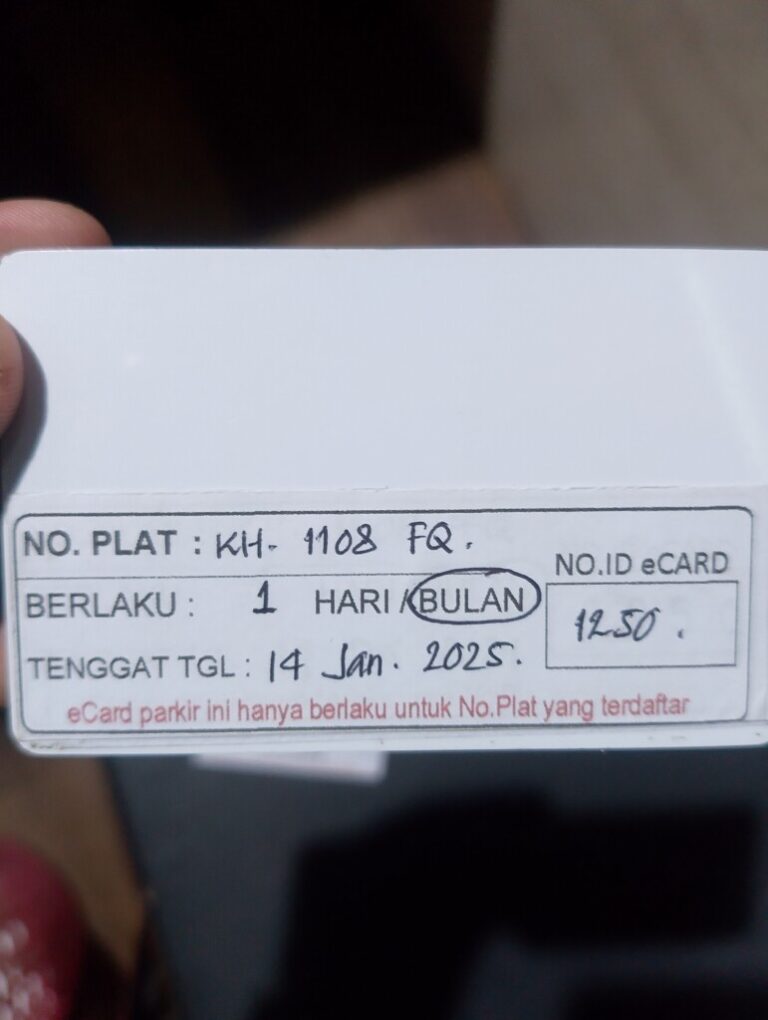 NO. PLAT : KH- 1108 FQ.
NO.ID eCARD
BERLAKU : 1 HARI / BULAN
1250.
TENGGAT TGL : 14 Jan. 2025.
eCard parkir ini hanya berlaku untuk No.Plat yang terdaftar